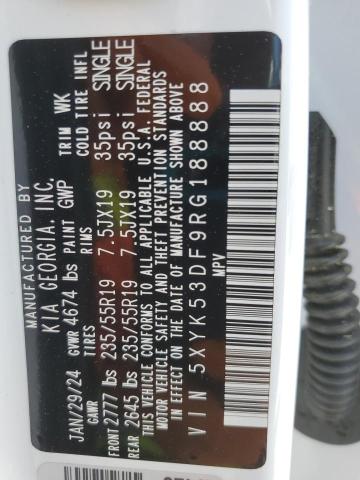 MANUFACTURED BY
KIA GEORGIA, INC.
JAN/29/24 PAINT GWP TRIM WK
GVWR 4674 lbs
GAWR TIRES RIMS COLD TIRE INFL
FRONT 2777 lbs 235/55R19 7.5JX19 35psi SINGLE
REAR 2645 lbs 235/55R19 7.5JX19 35psi SINGLE
THIS VEHICLE CONFORMS TO ALL APPLICABLE U.S.A. FEDERAL
MOTOR VEHICLE SAFETY AND THEFT PREVENTION STANDARDS
IN EFFECT ON THE DATE OF MANUFACTURE SHOWN ABOVE
VIN 5XYK53DF9RG188888
MPV